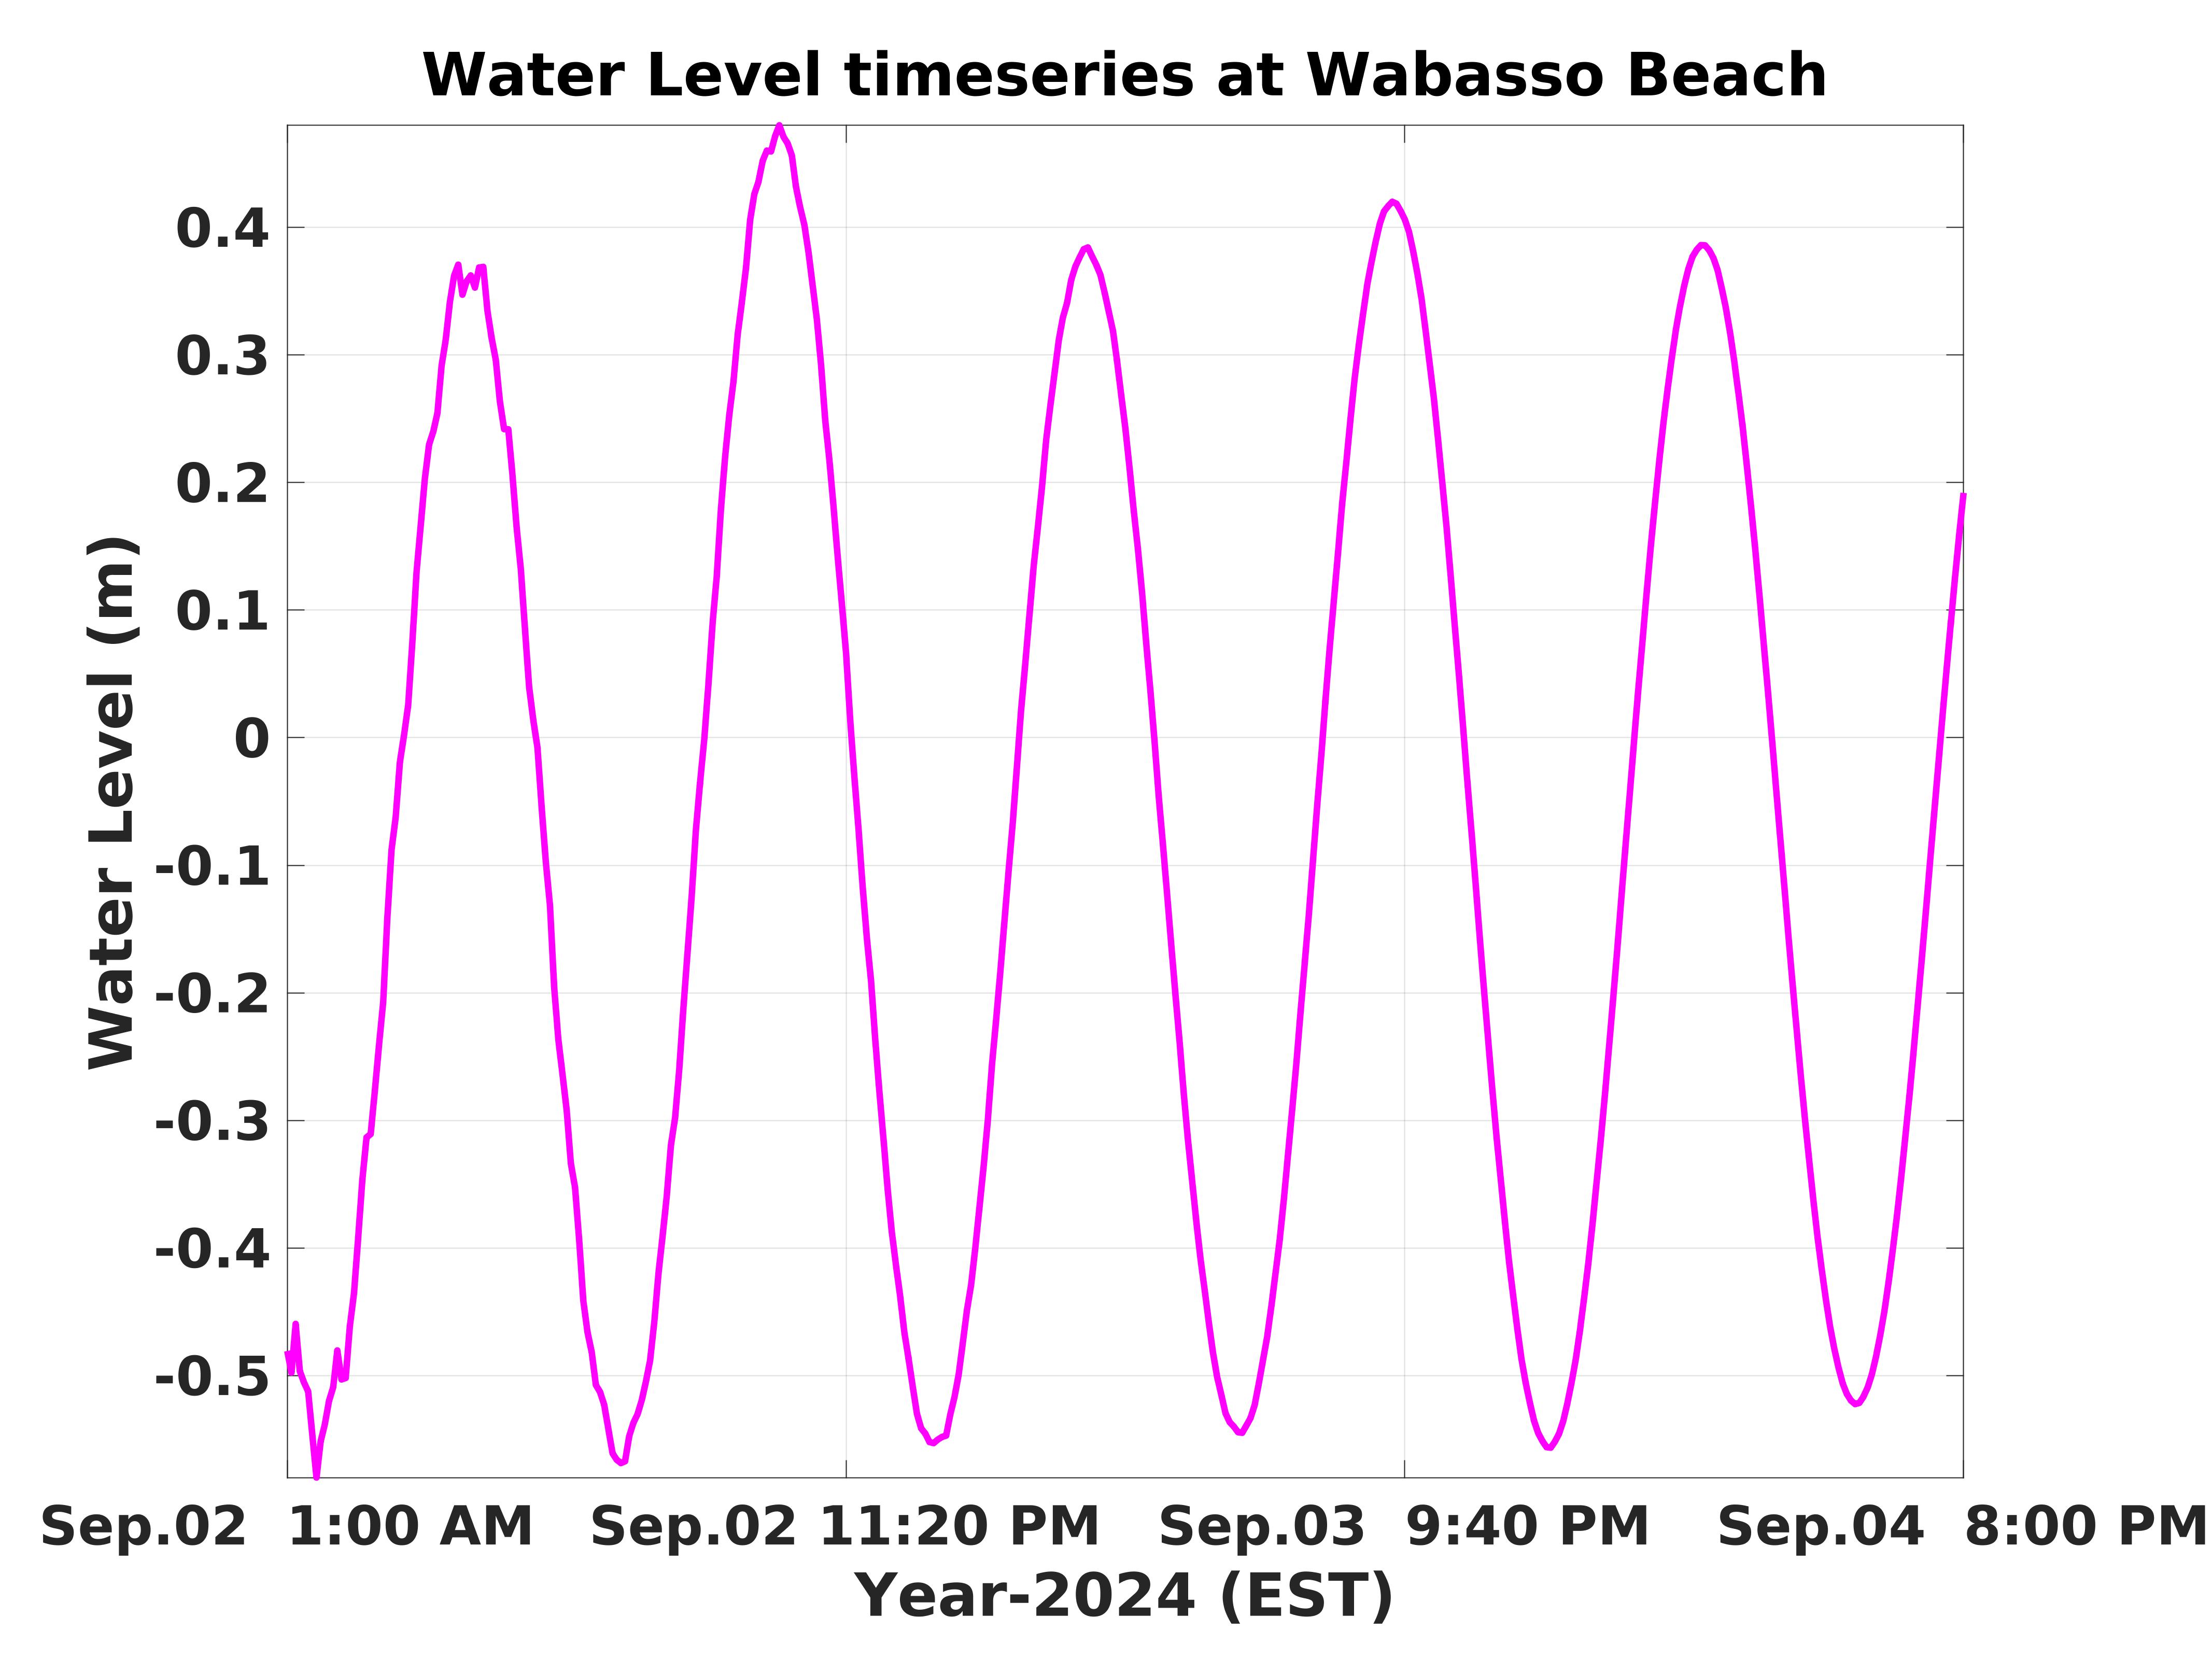 Water Level timeseries at Wabasso Beach
Water Level (m)
0.4
0.3
0.2
0.1
0
-0.1
-0.2
-0.3
-0.4
-0.5
Sep.02 1:00 AM Sep.02 11:20 PM Sep.03 9:40 PM Sep.04 8:00 PM
Year-2024 (EST)